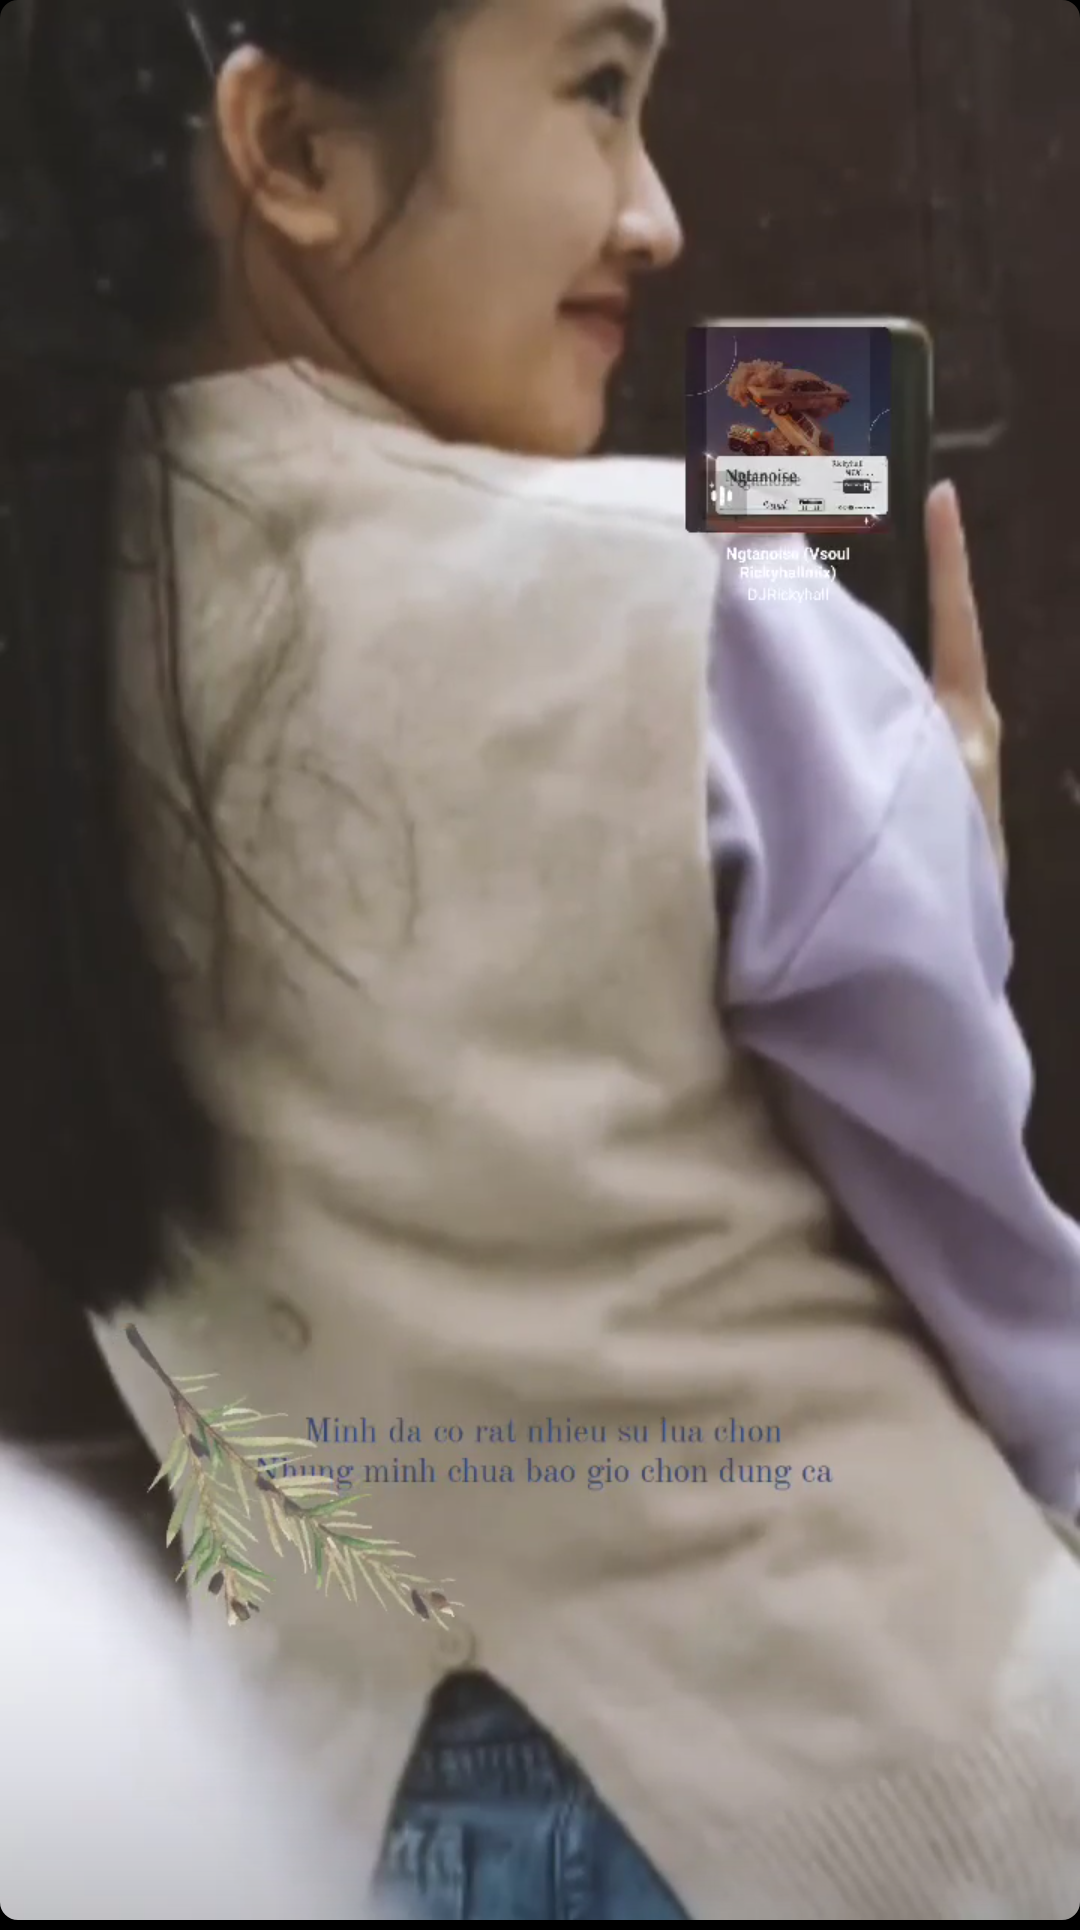 Ngtanoise
Rickyhall
Ngtanoise (Vsoul
Rickyhallmix)
DJRickyhall
Minh da co rat nhieu su lua chon
Nhung minh chua bao gio chon dung ca